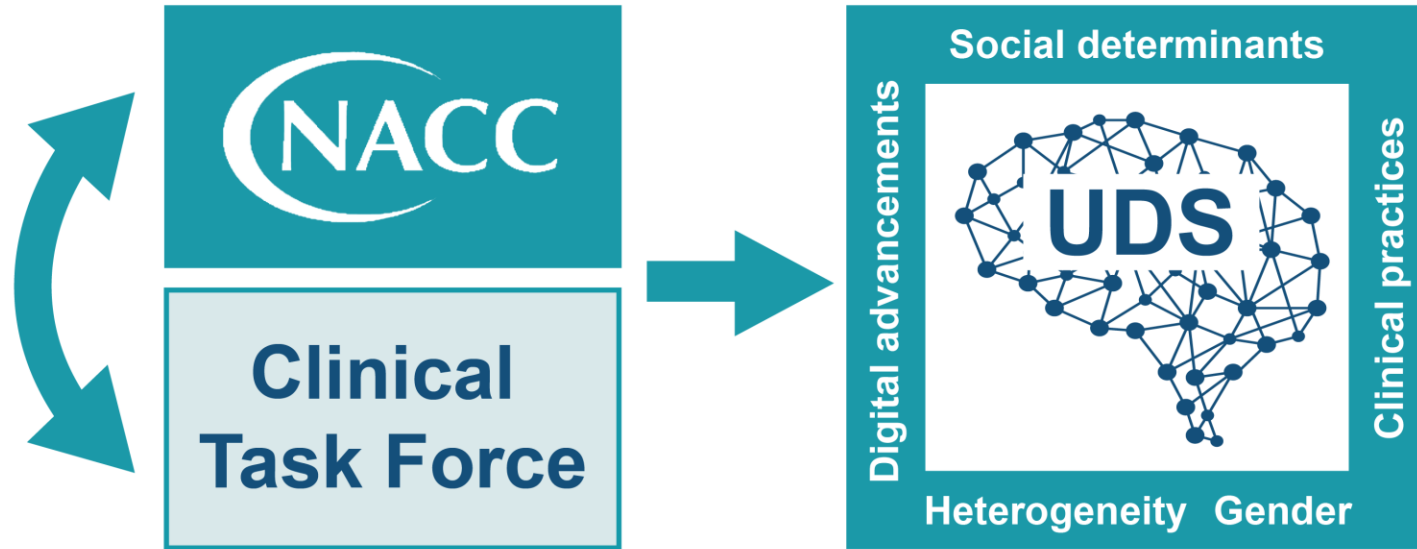 NACC
Clinical
Task Force
Social determinants
Digital advancements
UDS
Clinical practices
Heterogeneity Gender